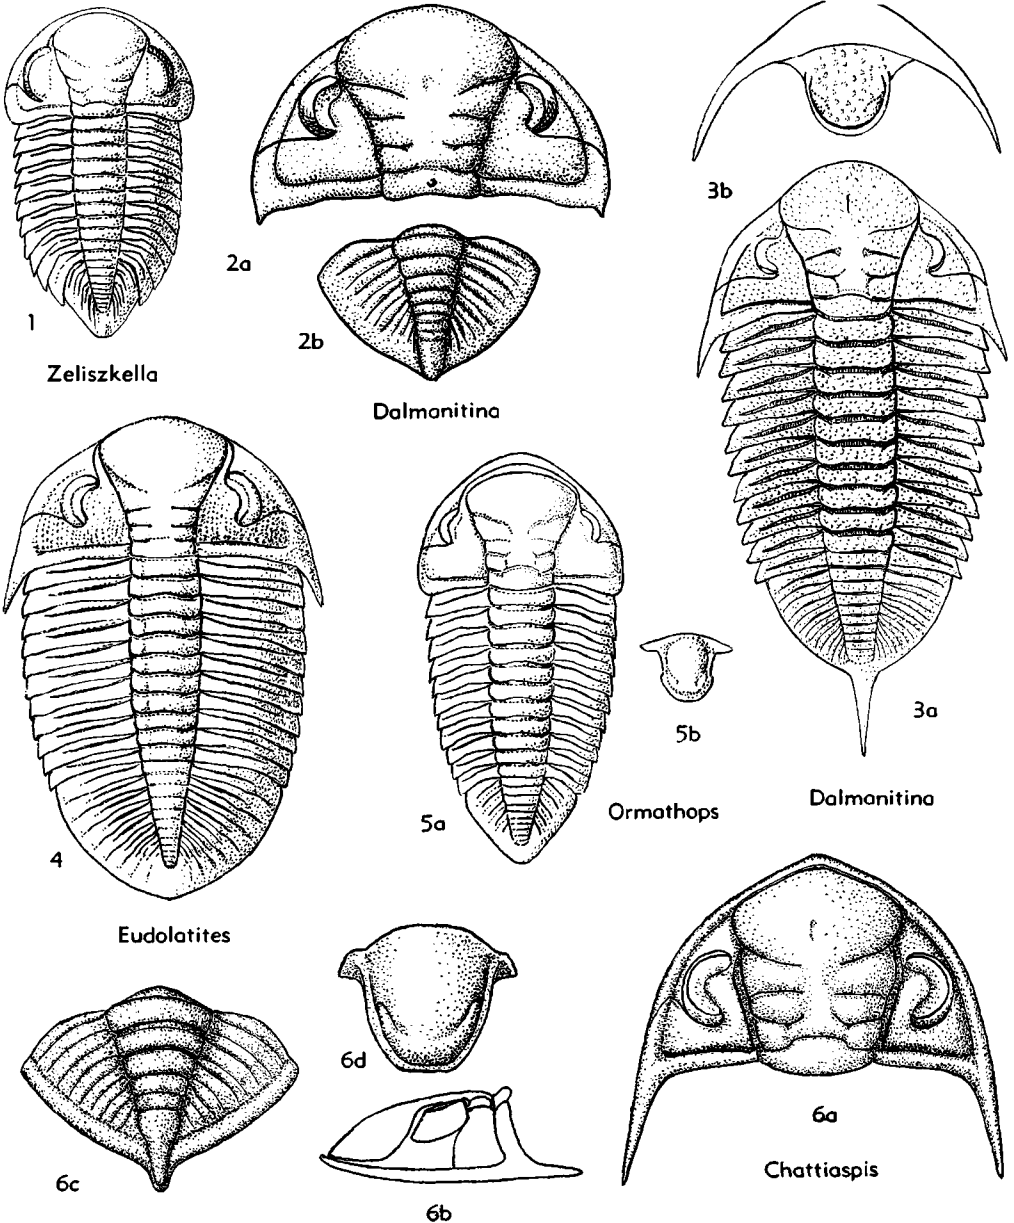 1
Zeliszkella
2a
2b
Dalmanitina
3b
3a
Dalmanitina
4
Eudolatites
5a
5b
Ormathops
6a
Chattiaspis
6d
6b
6c